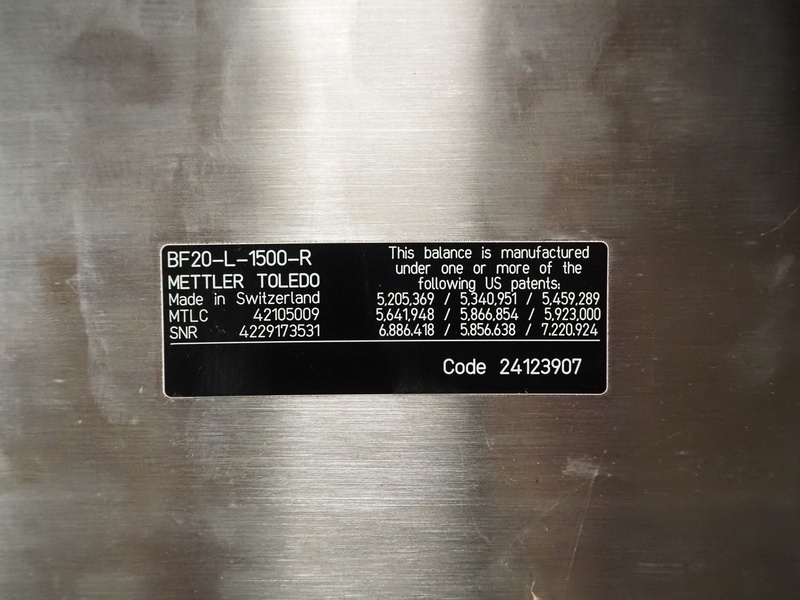 BF20-L-1500-R
METTLER TOLEDO
Made in Switzerland
MTLC 42105009
SNR 4229173531
This balance is manufactured
under one or more of the
following US patents:
5,205,369 / 5,340,951 / 5,459,289
5,641,948 / 5,866,854 / 5,923,000
6.886.418 / 5.856.638 / 7.220.924
Code 24123907